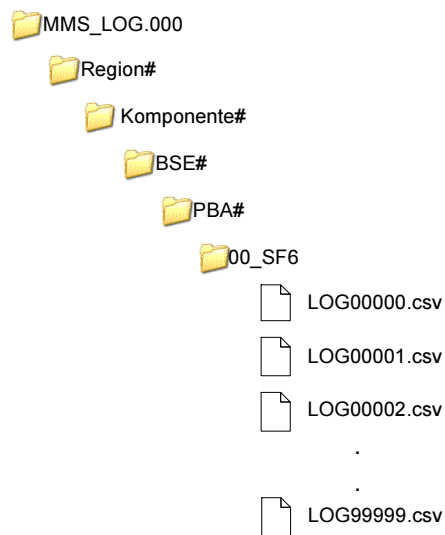 MMS_LOG.000
Region#
Komponente#
BSE#
PBA#
00_SF6
LOG00000.csv
LOG00001.csv
LOG00002.csv
.
.
LOG99999.csv